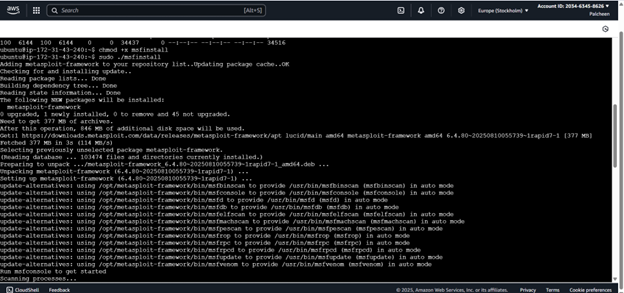 aws
Search
[Alt+S]
Europe (Stockholm)
Account ID: 2034-6345-8626
Paicheen
100 6144 100 6144 0 0 34437 0 --:--:-- --:--:-- --:--:-- 34516
ubuntu@ip-172-31-43-240:~$ chmod +x msfinstall
ubuntu@ip-172-31-43-240:~$ sudo ./msfinstall
Adding metasploit-framework to your repository list..Updating package cache..OK
Checking for and installing update..
Reading package lists... Done
Building dependency tree... Done
Reading state information... Done
The following NEW packages will be installed:
metasploit-framework
0 upgraded, 1 newly installed, 0 to remove and 45 not upgraded.
Need to get 377 MB of archives.
After this operation, 846 MB of additional disk space will be used.
Get:1 https://downloads.metasploit.com/data/releases/metasploit-framework/apt lucid/main amd64 metasploit-framework amd64 6.4.80-20250810055739~1rapid7-1 [377 MB]
Fetched 377 MB in 3s (114 MB/s)
Selecting previously unselected package metasploit-framework.
(Reading database ... 103474 files and directories currently installed.)
Preparing to unpack .../metasploit-framework_6.4.80-20250810055739~1rapid7-1_amd64.deb ...
Unpacking metasploit-framework (6.4.80-20250810055739~1rapid7-1) ...
Setting up metasploit-framework (6.4.80-20250810055739~1rapid7-1) ...
update-alternatives: using /opt/metasploit-framework/bin/msfbinscan to provide /usr/bin/msfbinscan (msfbinscan) in auto mode
update-alternatives: using /opt/metasploit-framework/bin/msfconsole to provide /usr/bin/msfconsole (msfconsole) in auto mode
update-alternatives: using /opt/metasploit-framework/bin/msfd to provide /usr/bin/msfd (msfd) in auto mode
update-alternatives: using /opt/metasploit-framework/bin/msfdb to provide /usr/bin/msfdb (msfdb) in auto mode
update-alternatives: using /opt/metasploit-framework/bin/msfelfscan to provide /usr/bin/msfelfscan (msfelfscan) in auto mode
update-alternatives: using /opt/metasploit-framework/bin/msfmachscan to provide /usr/bin/msfmachscan (msfmachscan) in auto mode
update-alternatives: using /opt/metasploit-framework/bin/msfpescan to provide /usr/bin/msfpescan (msfpescan) in auto mode
update-alternatives: using /opt/metasploit-framework/bin/msfrop to provide /usr/bin/msfrop (msfrop) in auto mode
update-alternatives: using /opt/metasploit-framework/bin/msfrpc to provide /usr/bin/msfrpc (msfrpc) in auto mode
update-alternatives: using /opt/metasploit-framework/bin/msfrpcd to provide /usr/bin/msfrpcd (msfrpcd) in auto mode
update-alternatives: using /opt/metasploit-framework/bin/msfupdate to provide /usr/bin/msfupdate (msfupdate) in auto mode
update-alternatives: using /opt/metasploit-framework/bin/msfvenom to provide /usr/bin/msfvenom (msfvenom) in auto mode
Run msfconsole to get started
Scanning processes...
CloudShell Feedback © 2025, Amazon Web Services, Inc. or its affiliates. Privacy Terms Cookie preferences